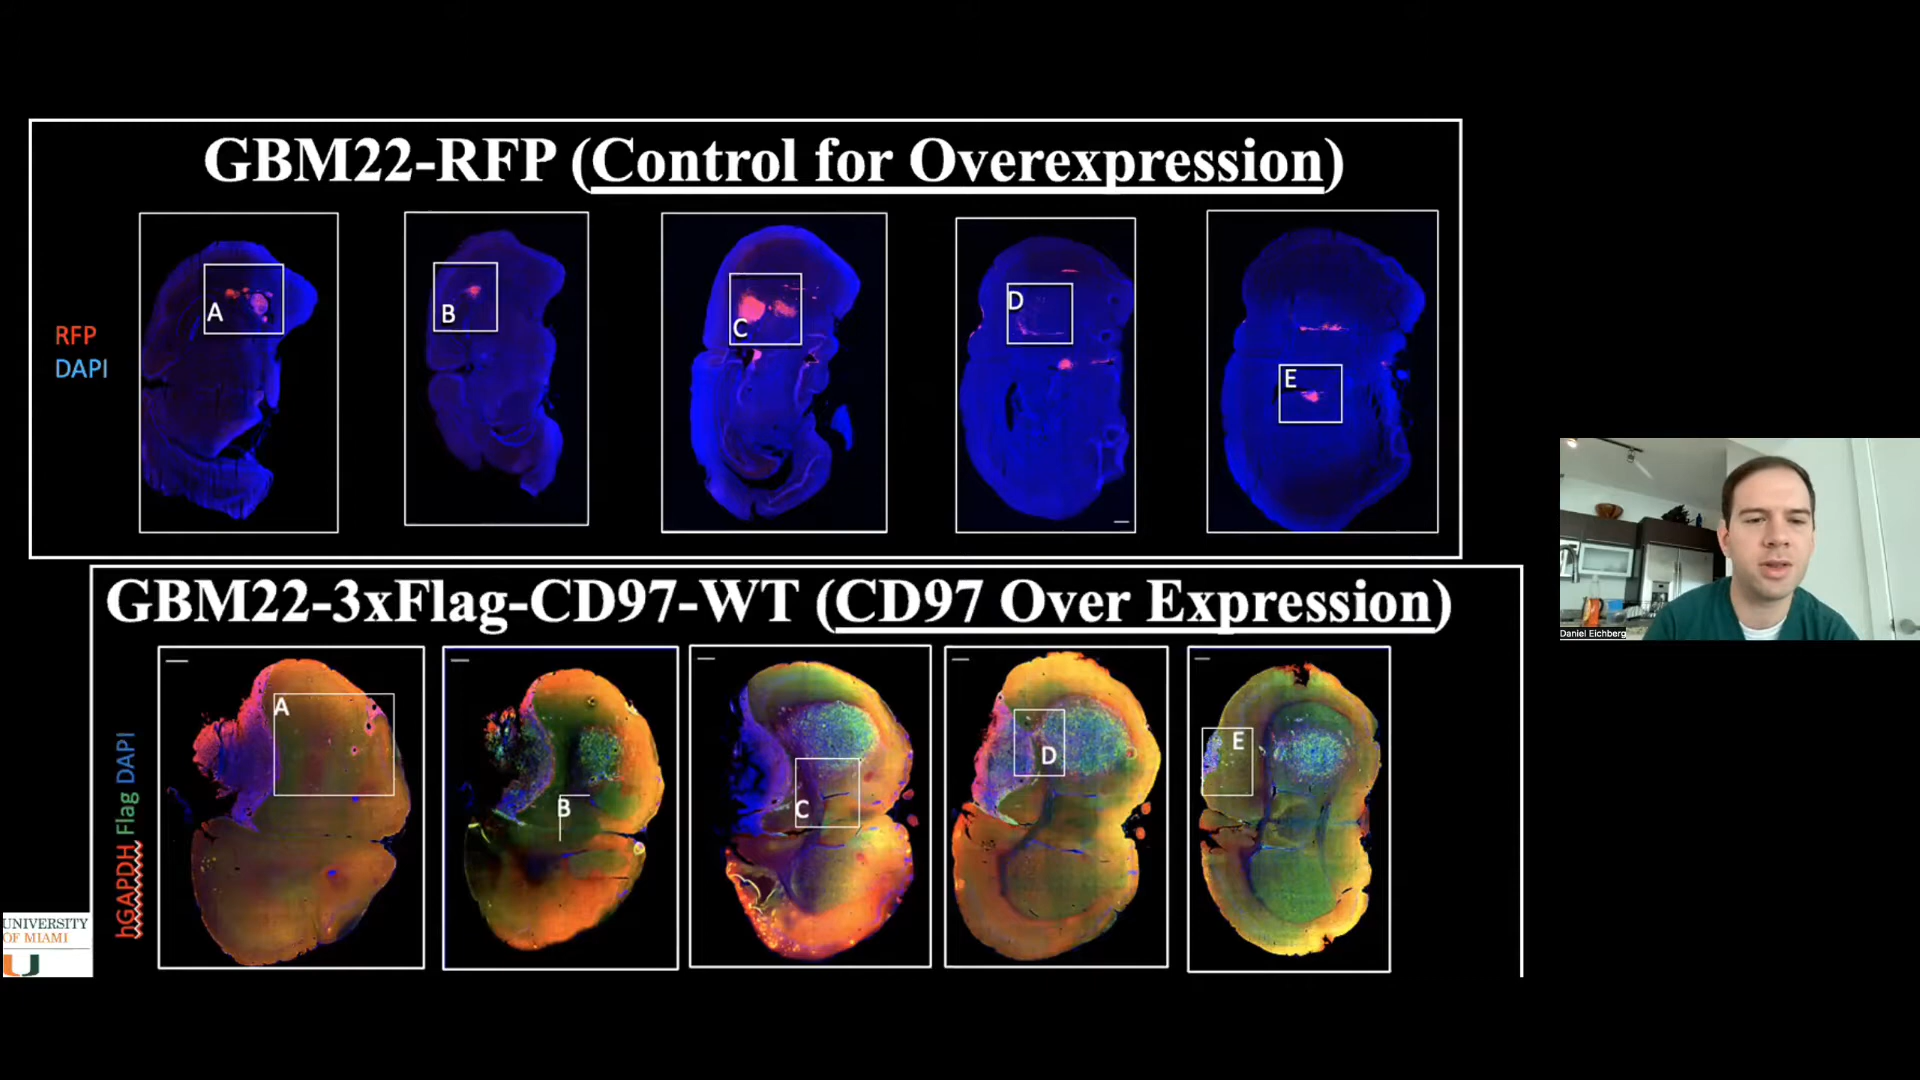 GBM22-RFP (Control for Overexpression)
A
B
C
D
E
RFP
DAPI
GBM22-3xFlag-CD97-WT (CD97 Over Expression)
A
B
C
D
E
hGAPDH Flag DAPI
UNIVERSITY
OF MIAMI
Daniel Eichberg